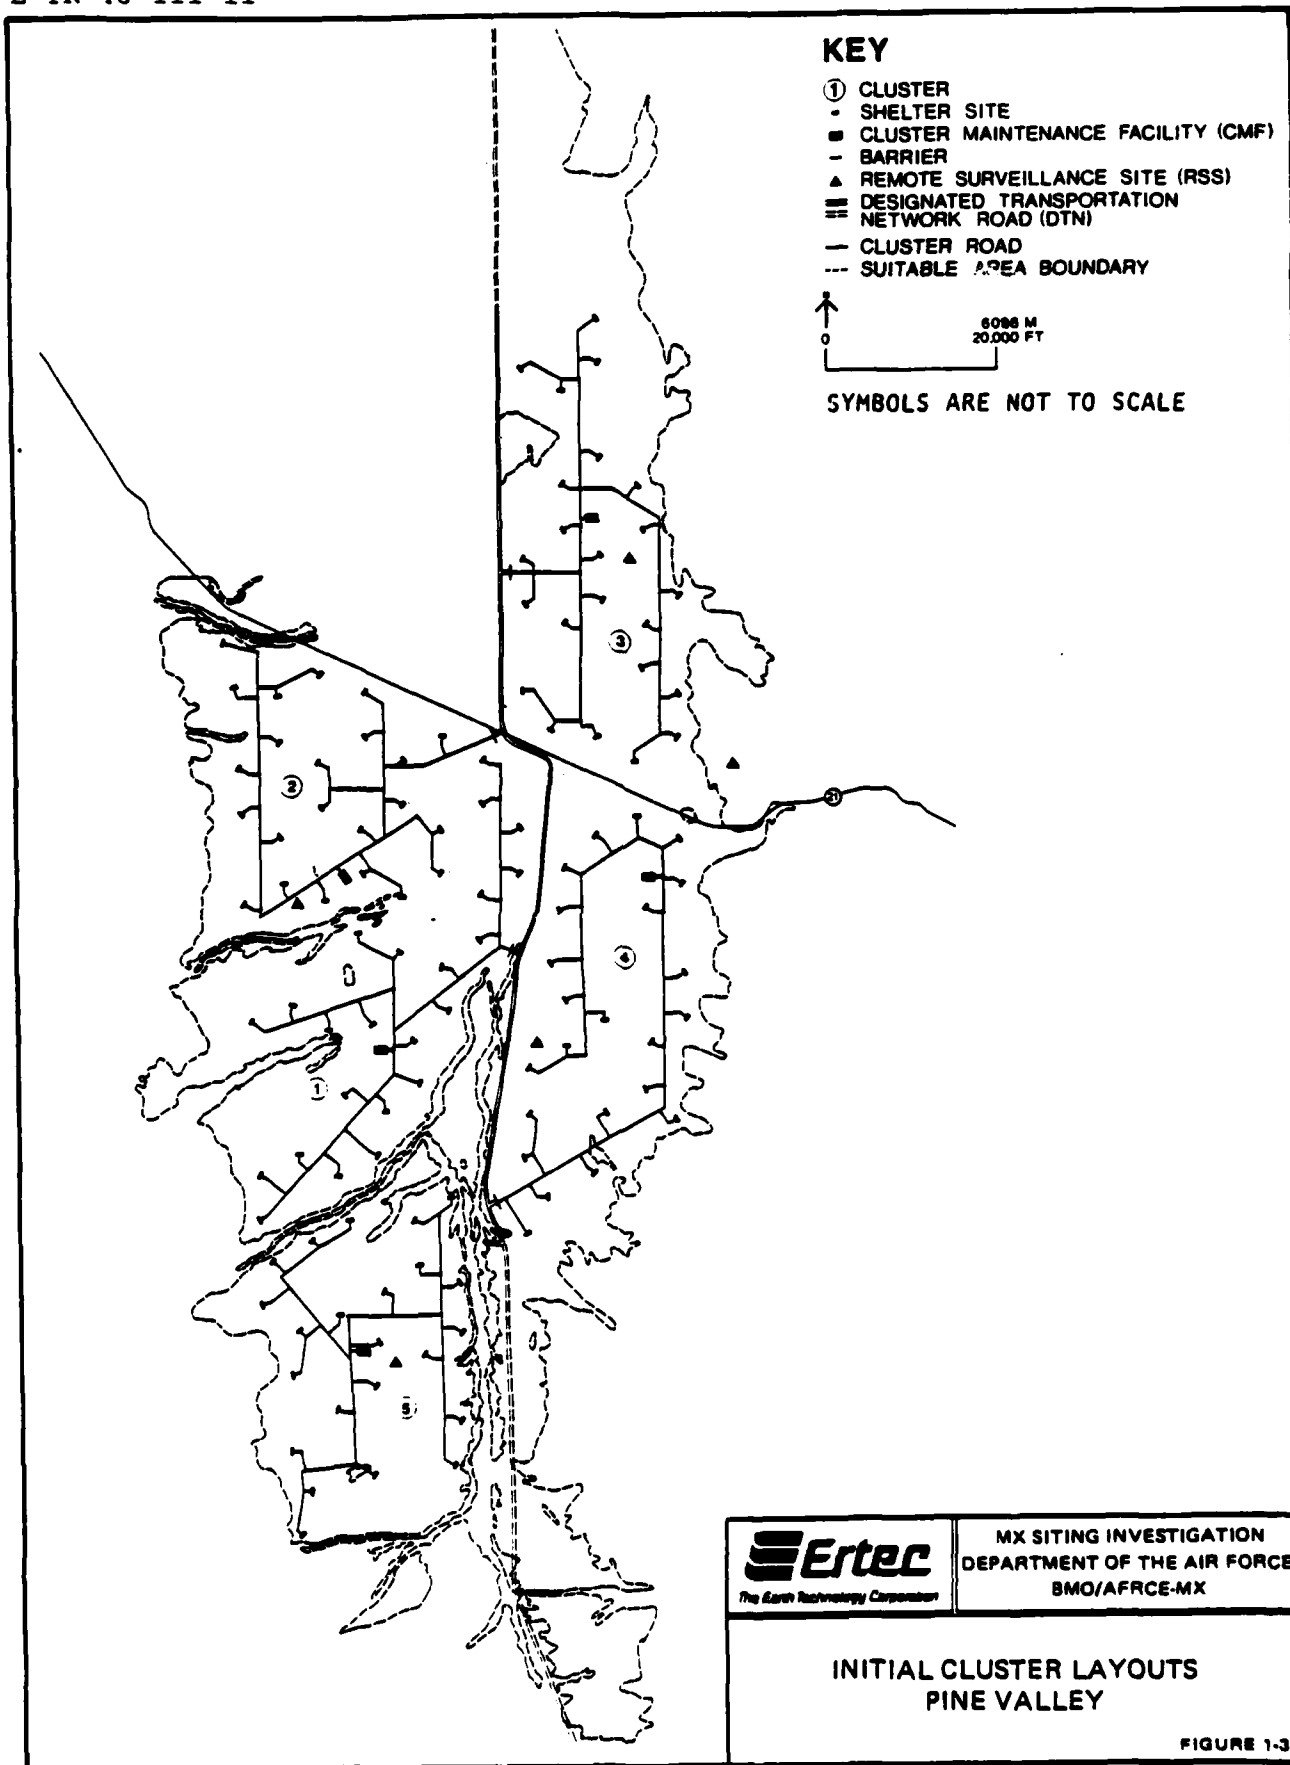 KEY
① CLUSTER
SHELTER SITE
CLUSTER MAINTENANCE FACILITY (CMF)
BARRIER
REMOTE SURVEILLANCE SITE (RSS)
DESIGNATED TRANSPORTATION
NETWORK ROAD (DTN)
CLUSTER ROAD
SUITABLE AREA BOUNDARY
6096 M
0 20,000 FT
SYMBOLS ARE NOT TO SCALE
3
2
21
4
1
5
Ertec
The Earth Technology Corporation
MX SITING INVESTIGATION
DEPARTMENT OF THE AIR FORCE
BMO/AFRCE-MX
INITIAL CLUSTER LAYOUTS
PINE VALLEY
FIGURE 1-3